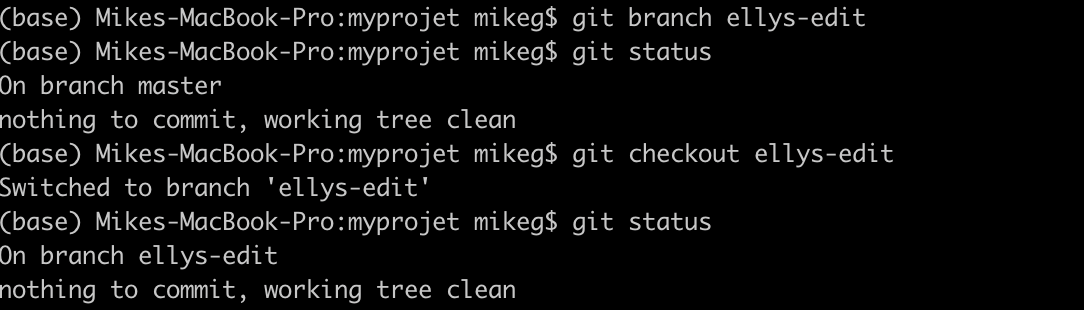 (base) Mikes-MacBook-Pro:myprojet mikeg$ git branch ellys-edit
(base) Mikes-MacBook-Pro:myprojet mikeg$ git status
On branch master
nothing to commit, working tree clean
(base) Mikes-MacBook-Pro:myprojet mikeg$ git checkout ellys-edit
Switched to branch 'ellys-edit'
(base) Mikes-MacBook-Pro:myprojet mikeg$ git status
On branch ellys-edit
nothing to commit, working tree clean